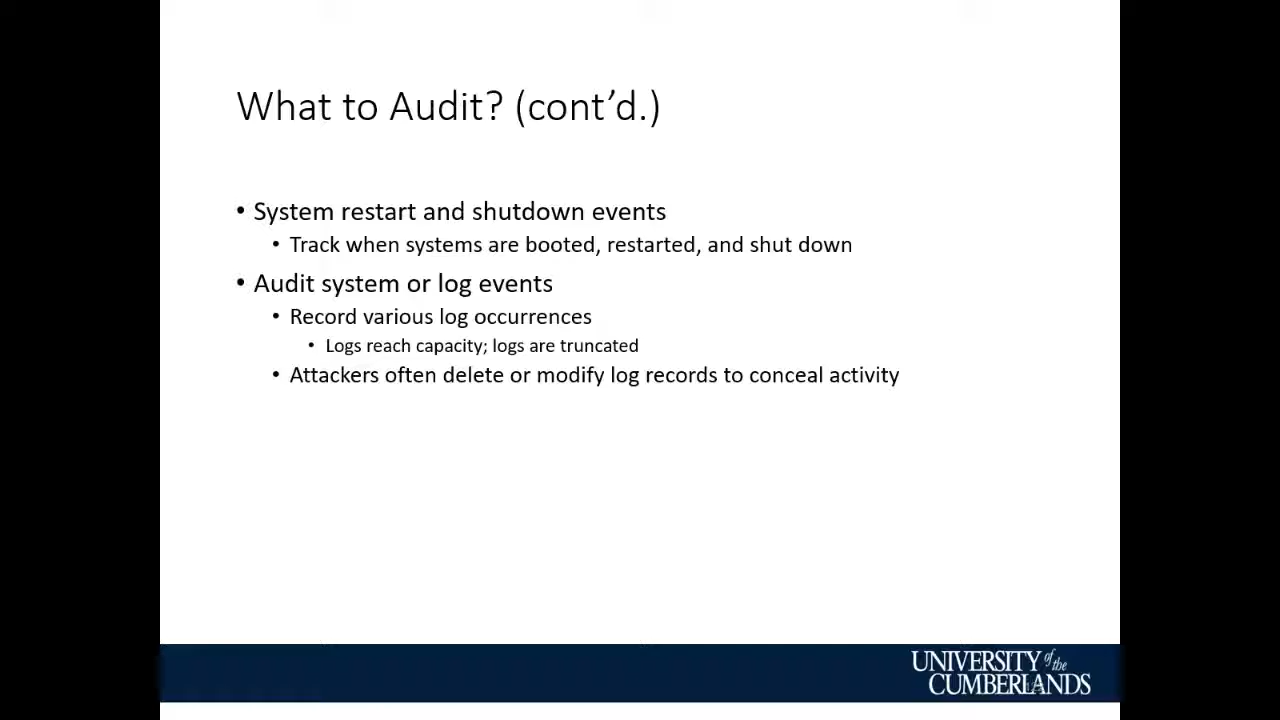 What to Audit? (cont’d.)
• System restart and shutdown events
• Track when systems are booted, restarted, and shut down
• Audit system or log events
• Record various log occurrences
• Logs reach capacity; logs are truncated
• Attackers often delete or modify log records to conceal activity
UNIVERSITY of the
CUMBERLANDS